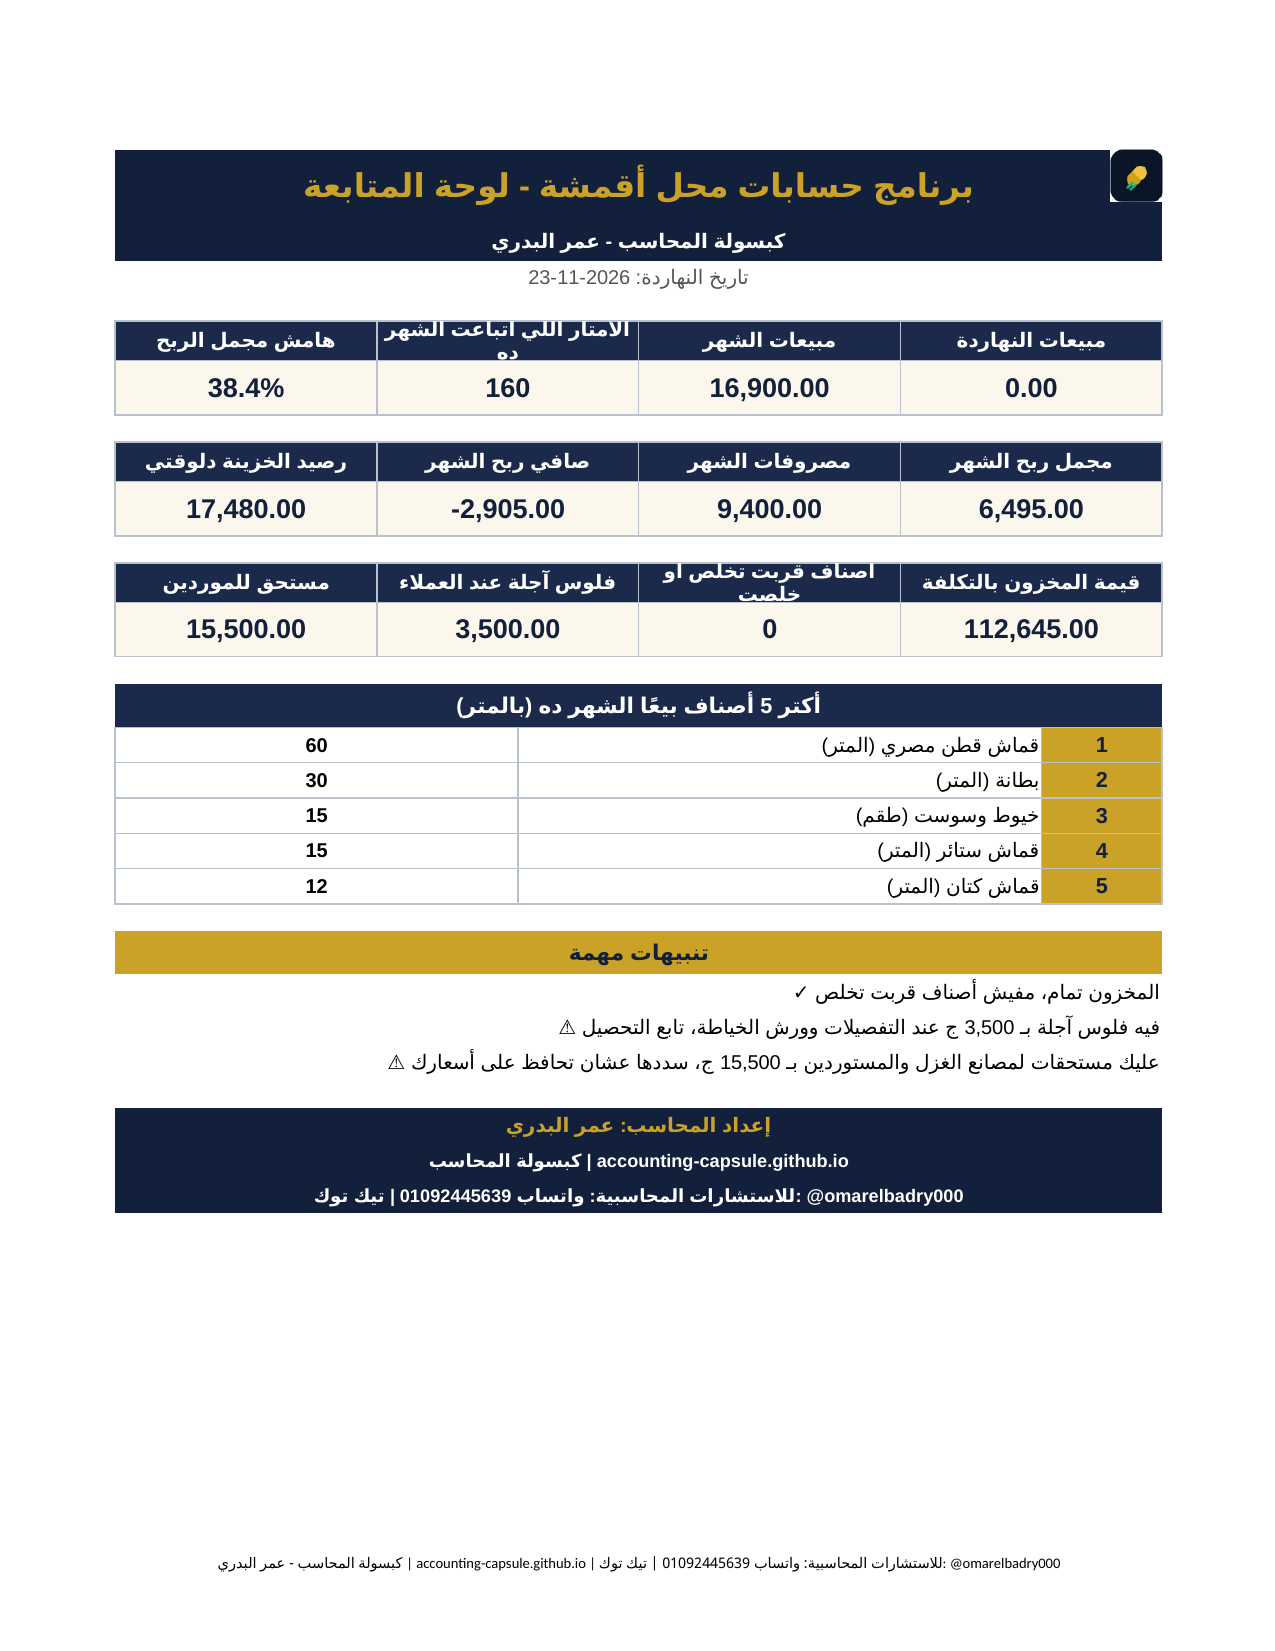 برنامج حسابات محل أقمشة - لوحة المتابعة
كبسولة المحاسب - عمر البدري
تاريخ النهاردة: 2026-11-23
مبيعات النهاردة
مبيعات الشهر
الأمتار اللي اتباعت الشهر ده
هامش مجمل الربح
0.00
16,900.00
160
38.4%
مجمل ربح الشهر
مصروفات الشهر
صافي ربح الشهر
رصيد الخزينة دلوقتي
6,495.00
9,400.00
-2,905.00
17,480.00
قيمة المخزون بالتكلفة
أصناف قربت تخلص أو خلصت
فلوس آجلة عند العملاء
مستحق للموردين
112,645.00
0
3,500.00
15,500.00
أكتر 5 أصناف بيعًا الشهر ده (بالمتر)
1 قماش قطن مصري (المتر) 60
2 بطانة (المتر) 30
3 خيوط وسوست (طقم) 15
4 قماش ستائر (المتر) 15
5 قماش كتان (المتر) 12
تنبيهات مهمة
المخزون تمام، مفيش أصناف قربت تخلص ✓
فيه فلوس آجلة بـ 3,500 ج عند التفصيلات وورش الخياطة، تابع التحصيل ⚠
عليك مستحقات لمصانع الغزل والمستوردين بـ 15,500 ج، سددها عشان تحافظ على أسعارك ⚠
إعداد المحاسب: عمر البدري
كبسولة المحاسب | accounting-capsule.github.io
للاستشارات المحاسبية: واتساب 01092445639 | تيك توك: @omarelbadry000
كبسولة المحاسب - عمر البدري | accounting-capsule.github.io | للاستشارات المحاسبية: واتساب 01092445639 | تيك توك: @omarelbadry000